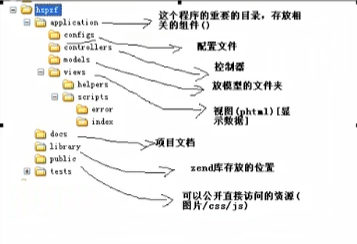 hspzf
application
configs
controllers
models
views
helpers
scripts
error
index
docs
library
public
tests
这个程序的重要的目录，存放相
关的组件()
配置文件
控制器
放模型的文件夹
视图(phtml)[显
示数据]
项目文档
zend库存放的位置
可以公开直接访问的资源(
图片/css/js)